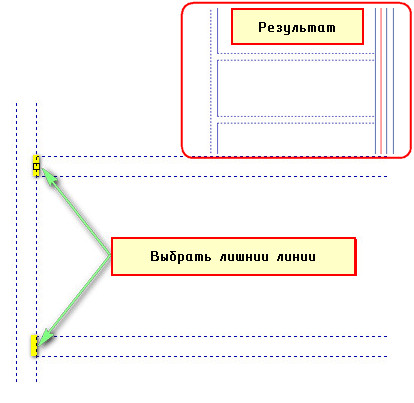 Результат
Выбрать лишнии линии